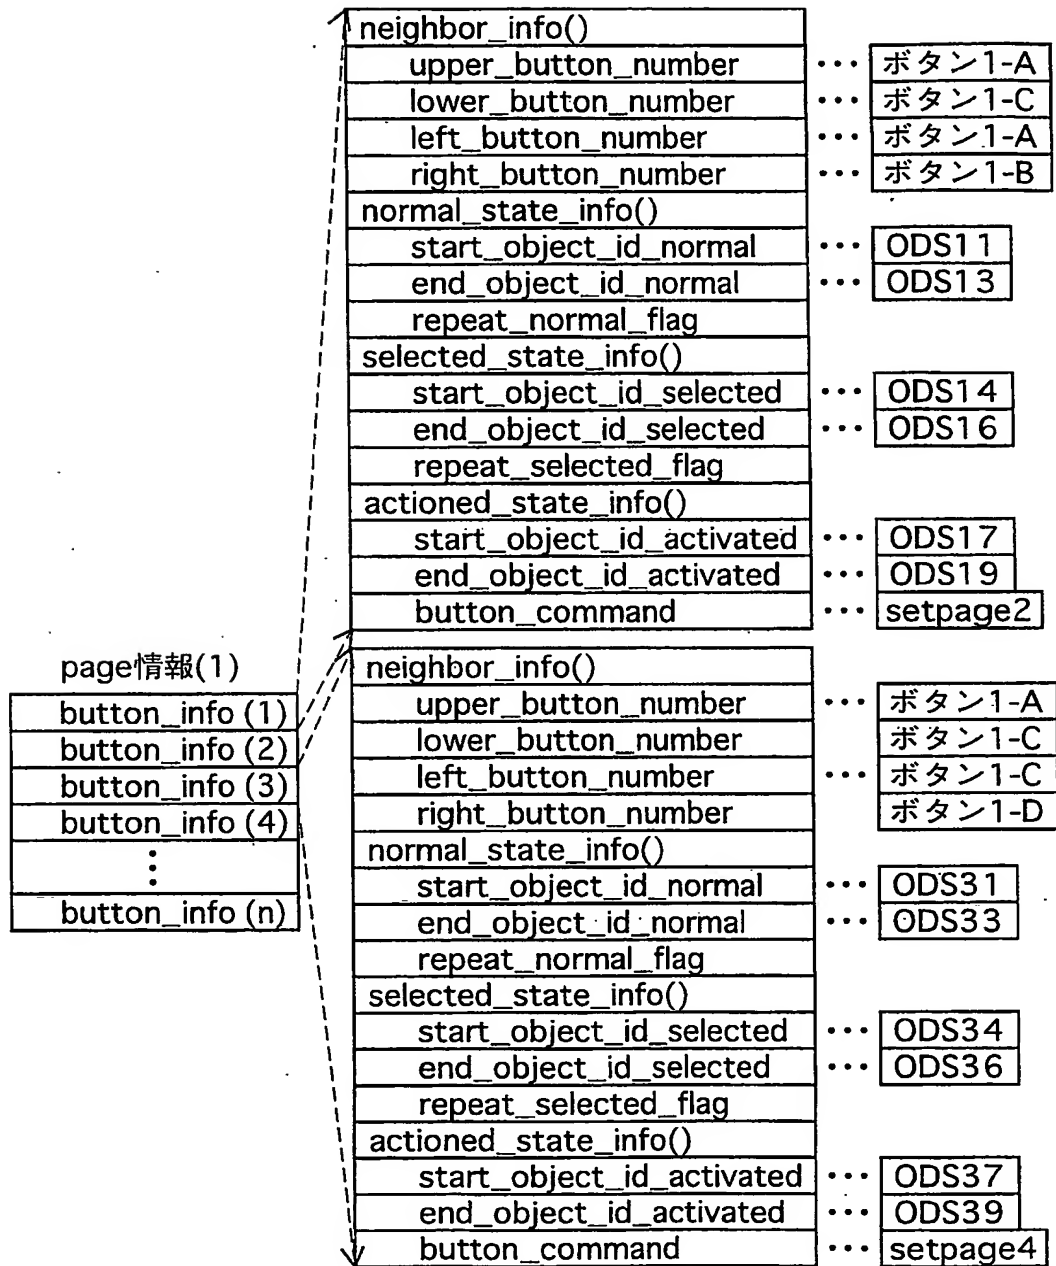 neighbor_info()
upper_button_number ··· ボタン1-A
lower_button_number ··· ボタン1-C
left_button_number ··· ボタン1-A
right_button_number ··· ボタン1-B
normal_state_info()
start_object_id_normal ··· ODS11
end_object_id_normal ··· ODS13
repeat_normal_flag
selected_state_info()
start_object_id_selected ··· ODS14
end_object_id_selected ··· ODS16
repeat_selected_flag
actioned_state_info()
start_object_id_activated ··· ODS17
end_object_id_activated ··· ODS19
button_command ··· setpage2
page情報(1)
button_info (1)
button_info (2)
button_info (3)
button_info (4)
⋮
button_info (n)
neighbor_info()
upper_button_number ··· ボタン1-A
lower_button_number ボタン1-C
left_button_number ··· ボタン1-C
right_button_number ボタン1-D
normal_state_info()
start_object_id_normal ··· ODS31
end_object_id_normal ··· ODS33
repeat_normal_flag
selected_state_info()
start_object_id_selected ··· ODS34
end_object_id_selected ··· ODS36
repeat_selected_flag
actioned_state_info()
start_object_id_activated ··· ODS37
end_object_id_activated ··· ODS39
button_command ··· setpage4